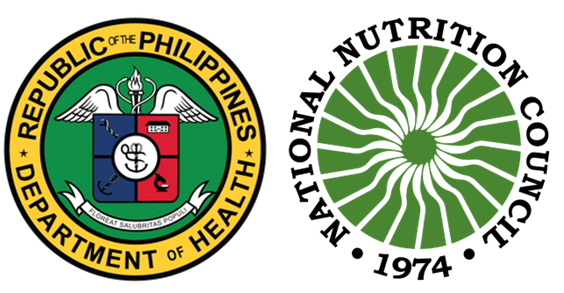 REPUBLIC OF THE PHILIPPINES
DEPARTMENT OF HEALTH
FLOREAT SALUBRITAS POPULI
NATIONAL NUTRITION COUNCIL
• 1974 •